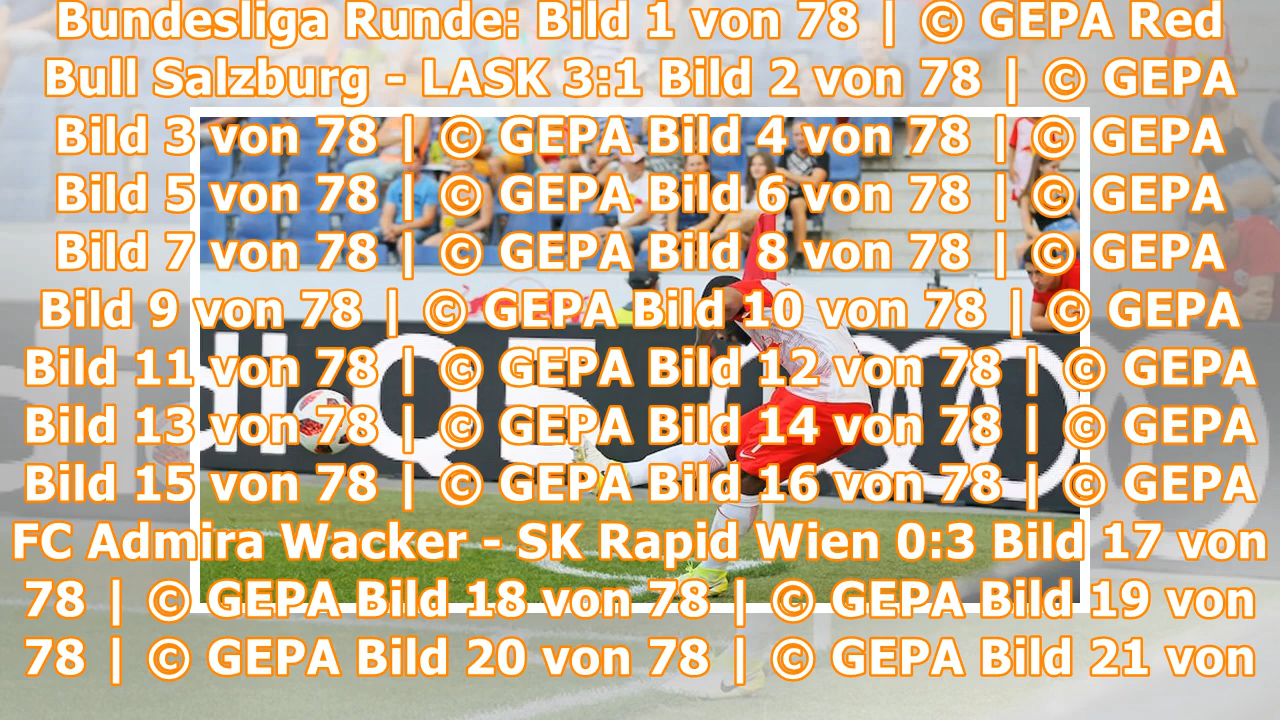 Bundesliga Runde: Bild 1 von 78 | © GEPA Red
Bull Salzburg - LASK 3:1 Bild 2 von 78 | © GEPA
Bild 3 von 78 | © GEPA Bild 4 von 78 | © GEPA
Bild 5 von 78 | © GEPA Bild 6 von 78 | © GEPA
Bild 7 von 78 | © GEPA Bild 8 von 78 | © GEPA
Bild 9 von 78 | © GEPA Bild 10 von 78 | © GEPA
Bild 11 von 78 | © GEPA Bild 12 von 78 | © GEPA
Bild 13 von 78 | © GEPA Bild 14 von 78 | © GEPA
Bild 15 von 78 | © GEPA Bild 16 von 78 | © GEPA
FC Admira Wacker - SK Rapid Wien 0:3 Bild 17 von
78 | © GEPA Bild 18 von 78 | © GEPA Bild 19 von
78 | © GEPA Bild 20 von 78 | © GEPA Bild 21 von
Q5